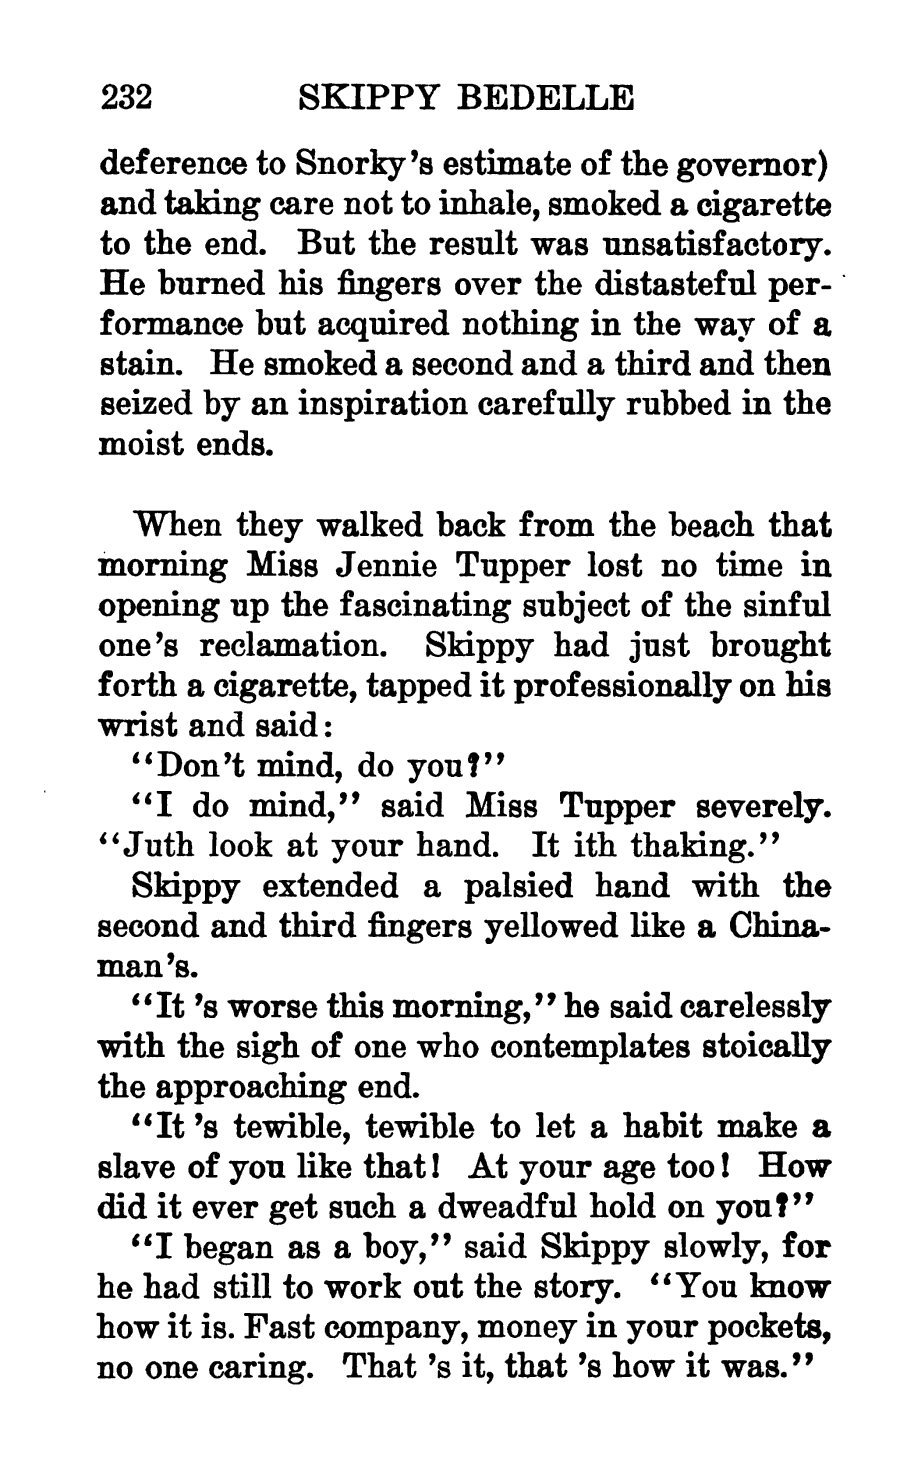 232 SKIPPY BEDELLE
deference to Snorky's estimate of the governor)
and taking care not to inhale, smoked a cigarette
to the end. But the result was unsatisfactory.
He burned his fingers over the distasteful per-
formance but acquired nothing in the way of a
stain. He smoked a second and a third and then
seized by an inspiration carefully rubbed in the
moist ends.
When they walked back from the beach that
morning Miss Jennie Tupper lost no time in
opening up the fascinating subject of the sinful
one's reclamation. Skippy had just brought
forth a cigarette, tapped it professionally on his
wrist and said:
"Don't mind, do you?"
"I do mind," said Miss Tupper severely.
"Juth look at your hand. It ith thaking."
Skippy extended a palsied hand with the
second and third fingers yellowed like a China-
man's.
"It 's worse this morning," he said carelessly
with the sigh of one who contemplates stoically
the approaching end.
"It 's tewible, tewible to let a habit make a
slave of you like that! At your age too! How
did it ever get such a dweadful hold on you?"
"I began as a boy," said Skippy slowly, for
he had still to work out the story. "You know
how it is. Fast company, money in your pockets,
no one caring. That 's it, that 's how it was."